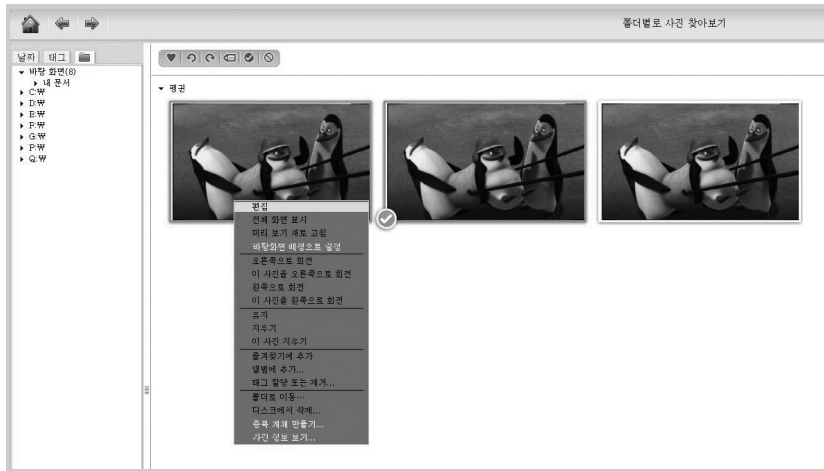 폴더별로 사진 찾아보기
날짜
태그
바탕 화면(8)
내 문서
C:₩
D:₩
E:₩
F:₩
G:₩
P:₩
Q:₩
펭귄
편집
전체 화면 표시
미리 보기 새로 고침
바탕화면 배경으로 설정
오른쪽으로 회전
이 사진을 오른쪽으로 회전
왼쪽으로 회전
이 사진을 왼쪽으로 회전
유지
지우기
이 사진 지우기
즐겨찾기에 추가
앨범에 추가...
태그 할당 또는 제거...
폴더로 이동...
디스크에서 삭제...
중복 개체 만들기...
사진 정보 보기...